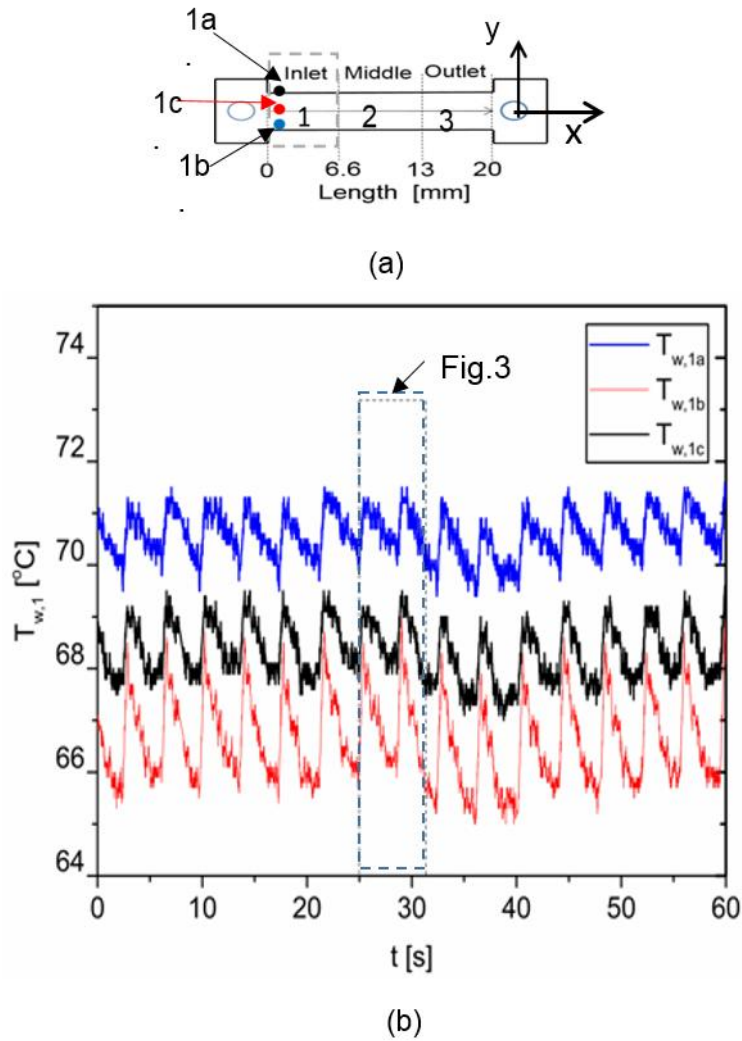 1a
y
Inlet Middle Outlet
1c
1 2 3
x
1b
0 6.6 13 20
Length [mm]
(a)
74
72
70
68
66
64
T_w,1 [°C]
Fig.3
T_w,1a
T_w,1b
T_w,1c
0 10 20 30 40 50 60
t [s]
(b)